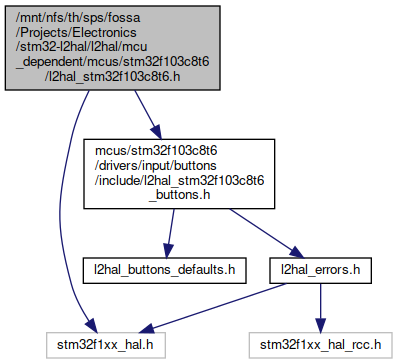 /mnt/nfs/th/sps/fossa
/Projects/Electronics
/stm32-l2hal/l2hal/mcu
_dependent/mcus/stm32f103c8t6
/l2hal_stm32f103c8t6.h
mcus/stm32f103c8t6
/drivers/input/buttons
/include/l2hal_stm32f103c8t6
_buttons.h
l2hal_buttons_defaults.h
l2hal_errors.h
stm32f1xx_hal.h
stm32f1xx_hal_rcc.h